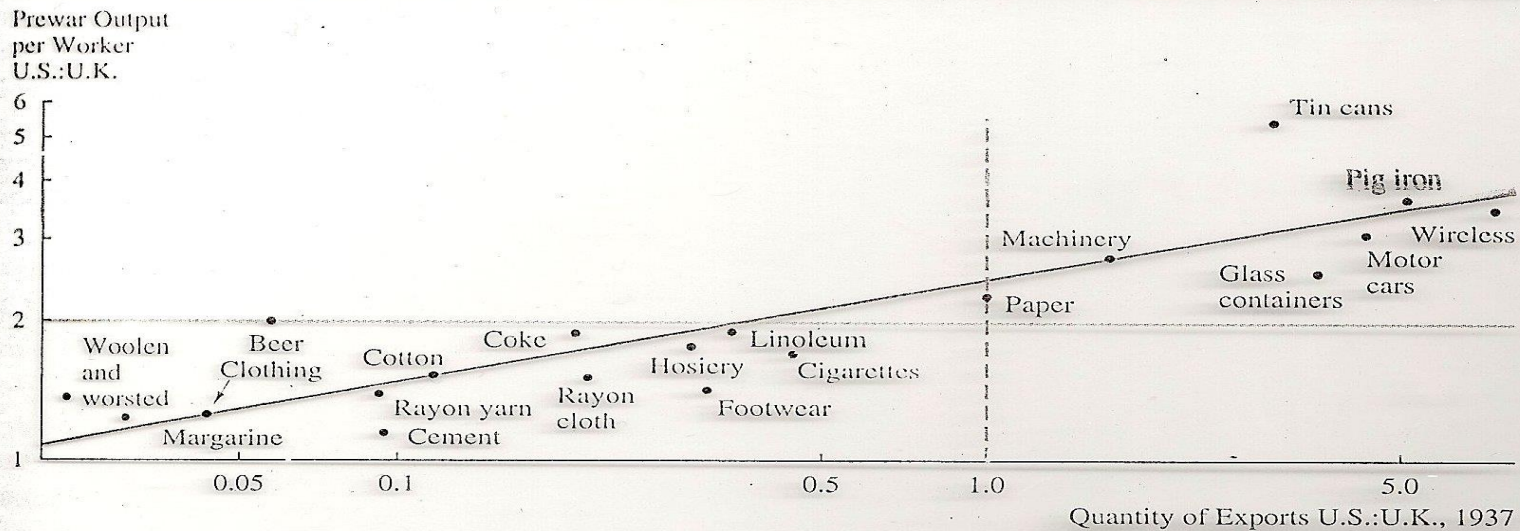 Prewar Output
per Worker
U.S.:U.K.
6
5
4
3
2
1
Tin cans
Pig iron
Wireless
Machinery
Motor
cars
Glass
containers
Paper
Woolen
and
worsted
Beer
Clothing
Margarine
Cotton
Coke
Rayon yarn
Cement
Rayon
cloth
Hosiery
Linoleum
Cigarettes
Footwear
0.05
0.1
0.5
1.0
5.0
Quantity of Exports U.S.:U.K., 1937